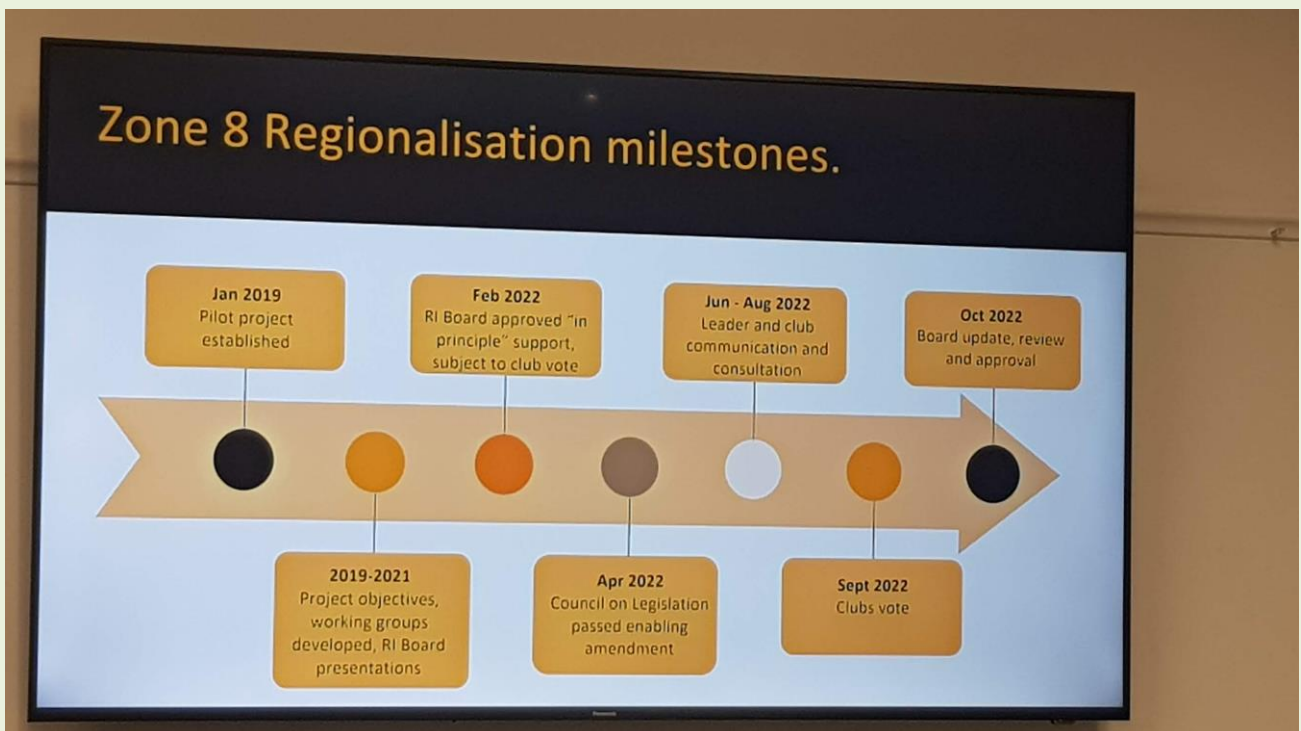 Zone 8 Regionalisation milestones.
Jan 2019
Pilot project
established
2019-2021
Project objectives,
working groups
developed, RI Board
presentations
Feb 2022
RI Board approved “in
principle” support,
subject to club vote
Apr 2022
Council on Legislation
passed enabling
amendment
Jun - Aug 2022
Leader and club
communication and
consultation
Sept 2022
Clubs vote
Oct 2022
Board update, review
and approval
Panasonic